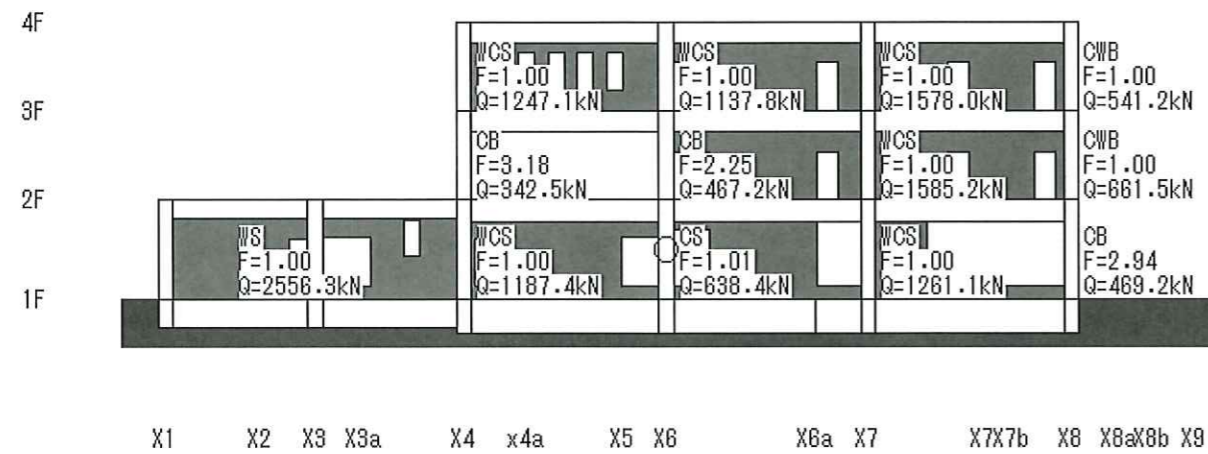 4F
WCS
F=1.00
Q=1247.1kN
WCS
F=1.00
Q=1137.8kN
WCS
F=1.00
Q=1578.0kN
CWB
F=1.00
Q=541.2kN
3F
CB
F=3.18
Q=342.5kN
CB
F=2.25
Q=467.2kN
WCS
F=1.00
Q=1585.2kN
CWB
F=1.00
Q=661.5kN
2F
WS
F=1.00
Q=2556.3kN
WCS
F=1.00
Q=1187.4kN
CS
F=1.01
Q=638.4kN
WCS
F=1.00
Q=1261.1kN
CB
F=2.94
Q=469.2kN
1F
X1 X2 X3 X3a X4 x4a X5 X6 X6a X7 X7X7b X8 X8aX8b X9